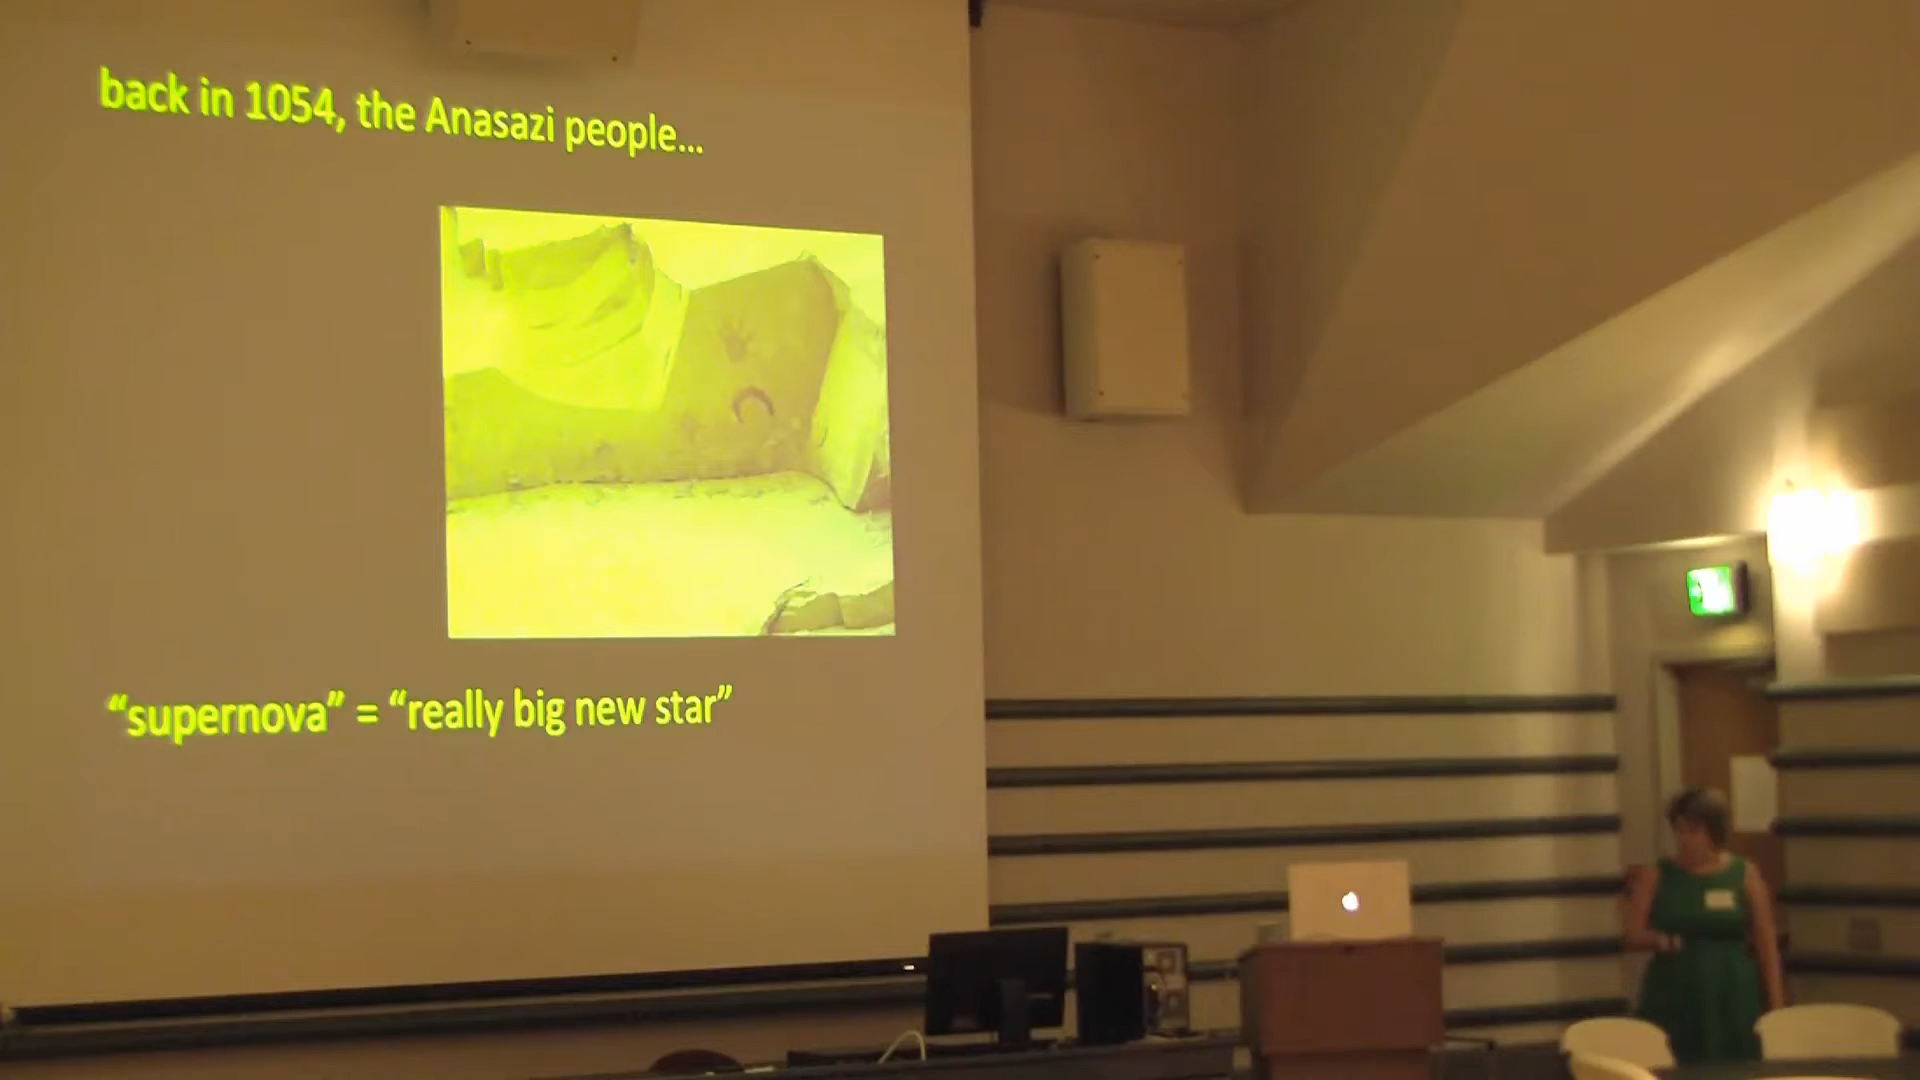 back in 1054, the Anasazi people...
“supernova” = “really big new star”